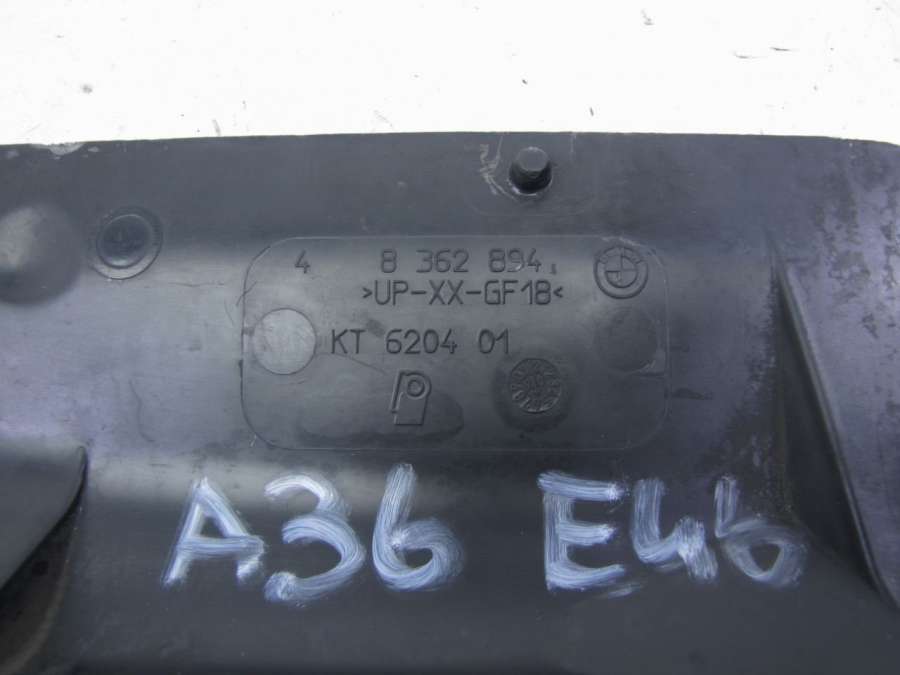 4 8 362 894
>UP-XX-GF18<
KT 6204 01
A36 E46